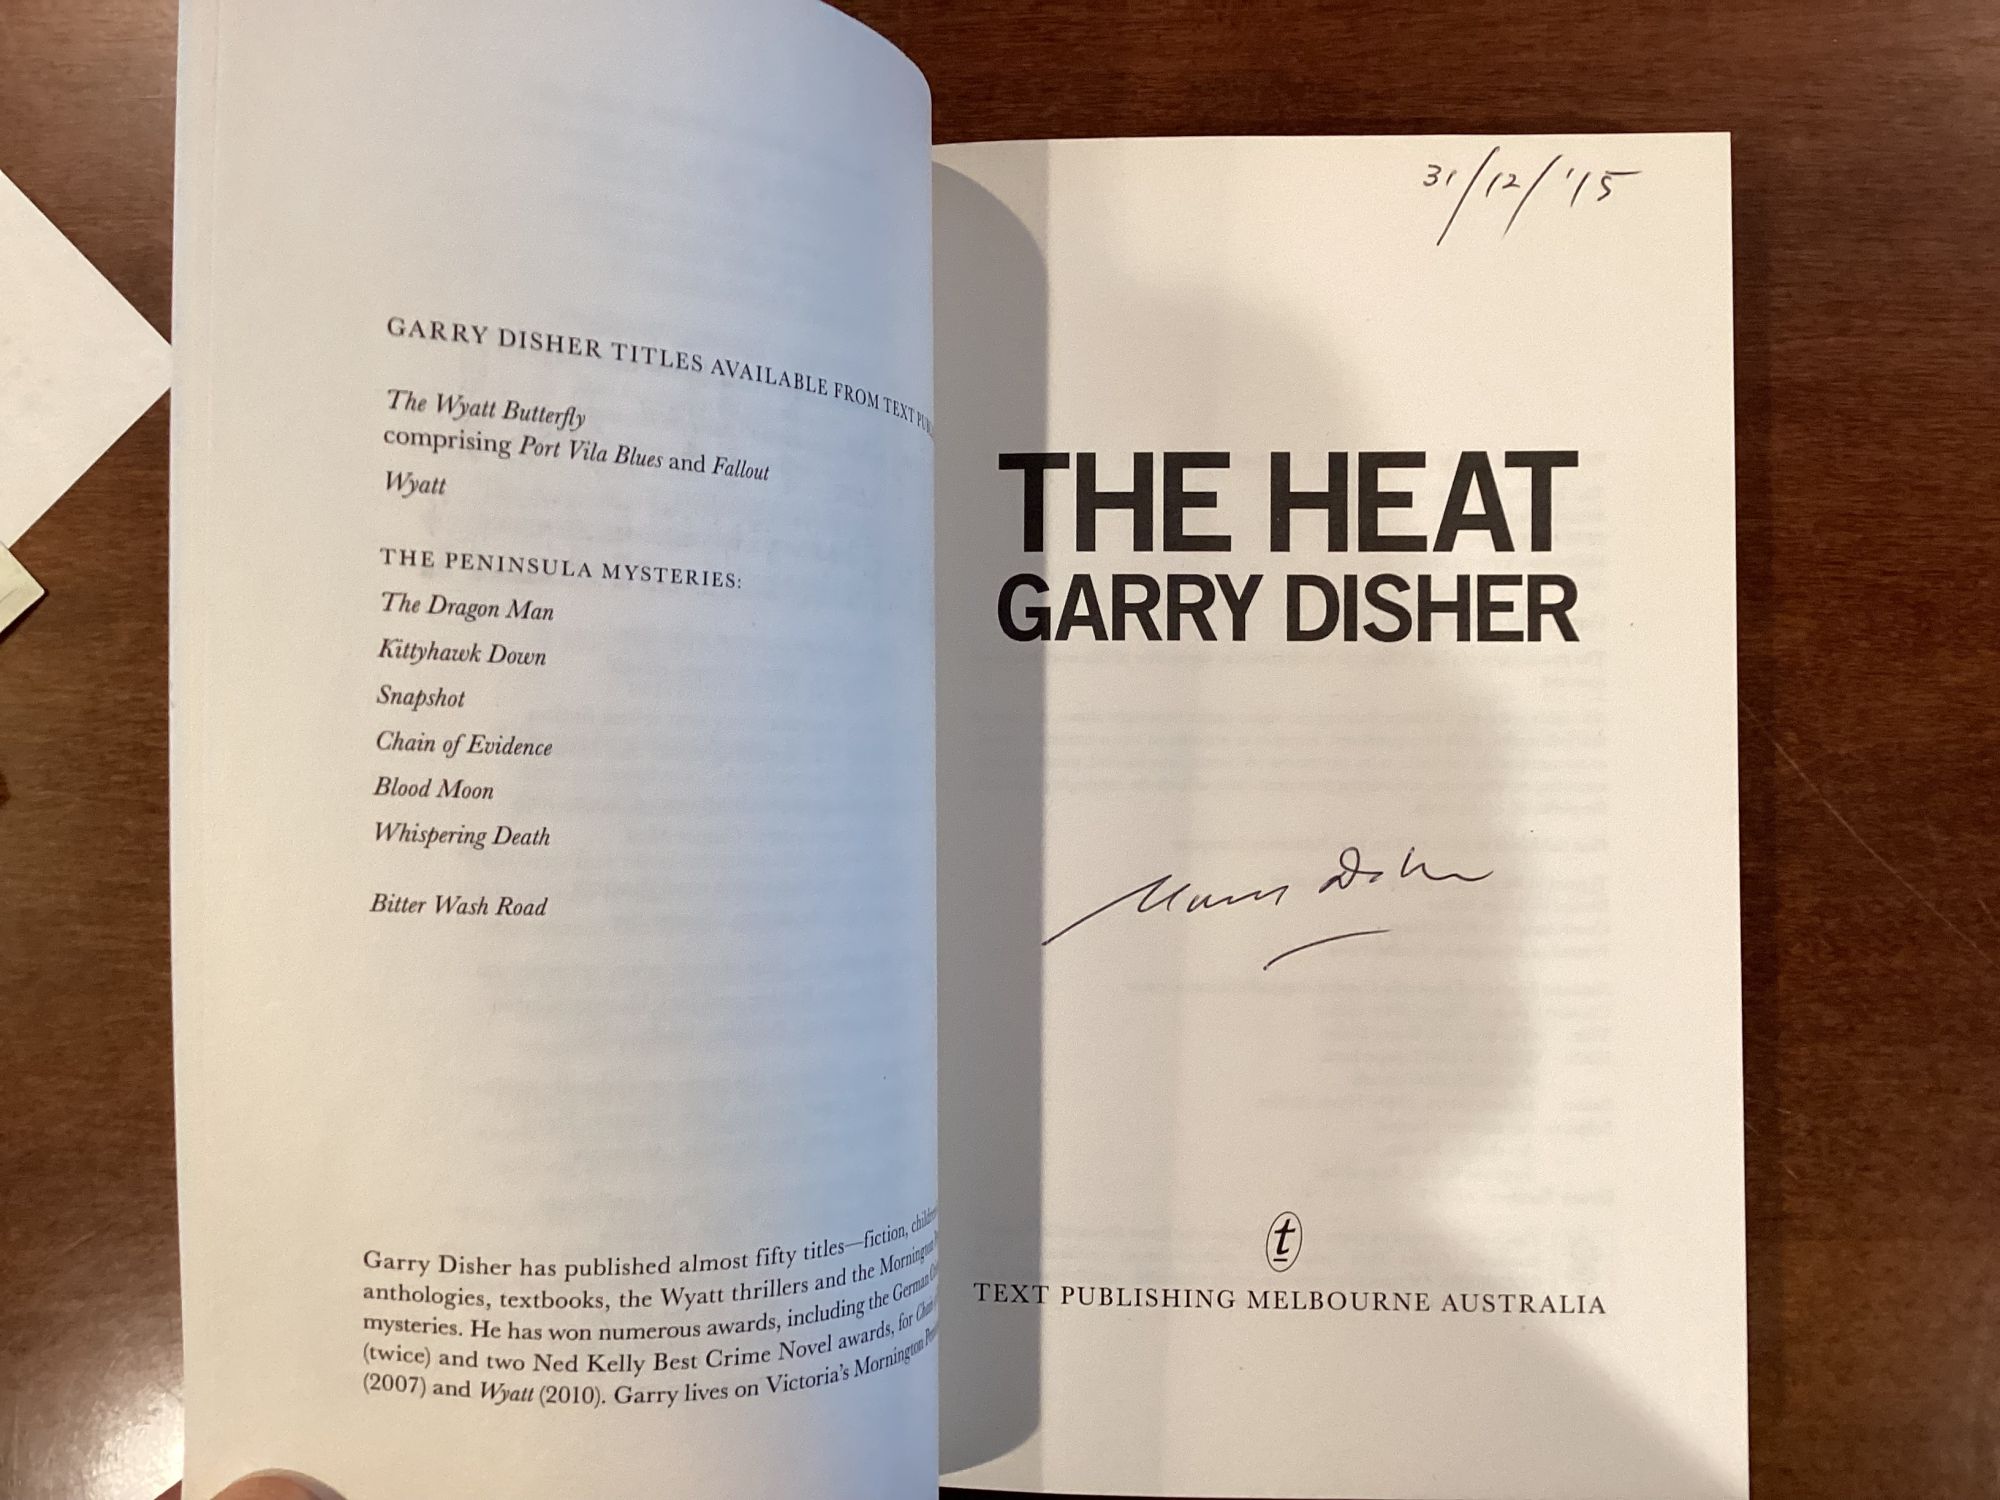 GARRY DISHER TITLES AVAILABLE FROM TEXT
The Wyatt Butterfly
comprising Port Vila Blues and Fallout
Wyatt
THE PENINSULA MYSTERIES:
The Dragon Man
Kittyhawk Down
Snapshot
Chain of Evidence
Blood Moon
Whispering Death
Bitter Wash Road
Garry Disher has published almost fifty titles—fiction,
anthologies, textbooks, the Wyatt thrillers and the Mornington
mysteries. He has won numerous awards, including the German
(twice) and two Ned Kelly Best Crime Novel awards, for Chain
(2007) and Wyatt (2010). Garry lives on Victoria's Mornington
31/12/'15
THE HEAT
GARRY DISHER
Garry Disher
t
TEXT PUBLISHING MELBOURNE AUSTRALIA